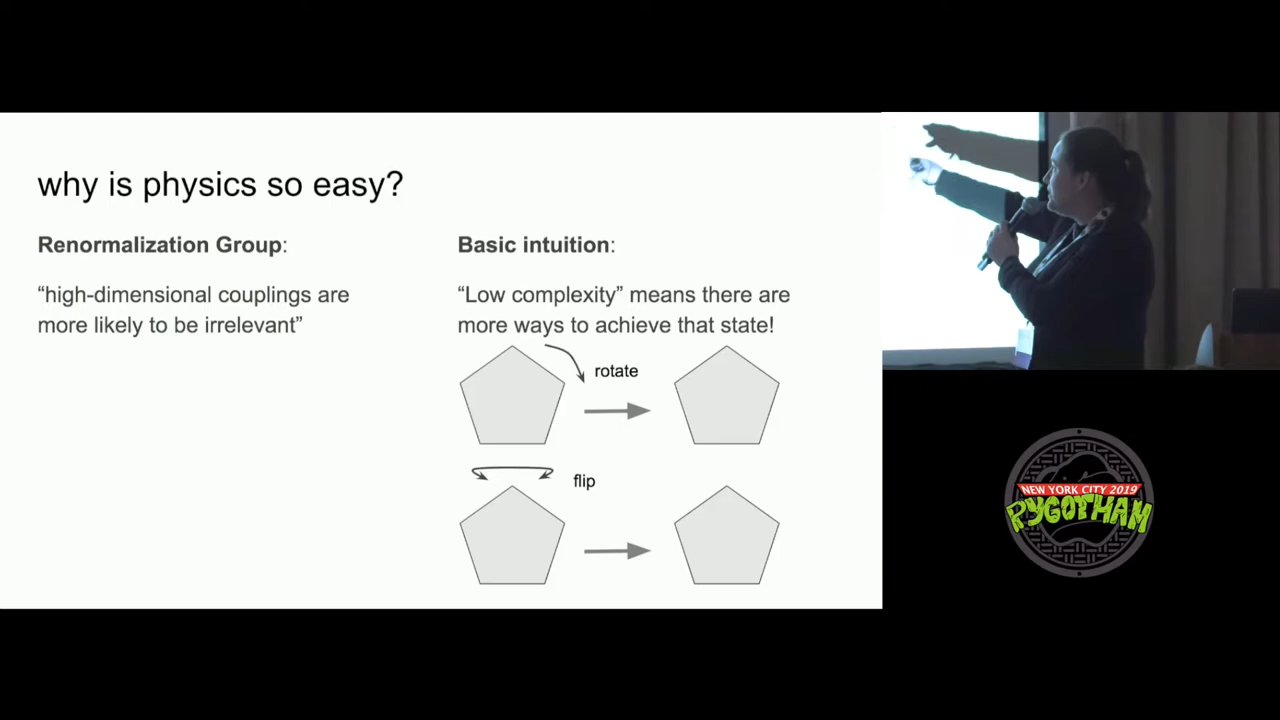 why is physics so easy?
Renormalization Group:
“high-dimensional couplings are
more likely to be irrelevant”
Basic intuition:
“Low complexity” means there are
more ways to achieve that state!
rotate
flip
NEW YORK CITY 2019
PYGOTHAM